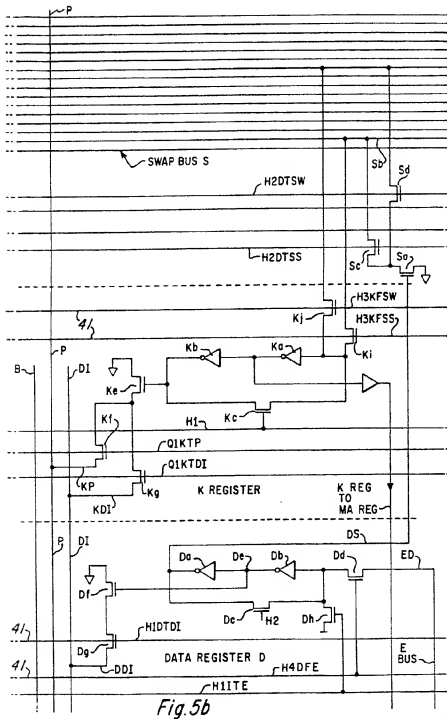 P
SWAP BUS S
Sb
Sd
H2DTSW
H2DTSS
Sc
Sa
H3KFSW
Kj
H3KFSS
41
P
B
DI
Kb
Ka
Ki
Ke
Kc
Kf
H1
Q1KTP
KP
Q1KTDI
Kg
K REGISTER
KDI
K REG
TO
MA REG
P
DI
DS
Da
De
Db
Dd
ED
Df
Dc
Dh
H2
Dg
H1DTDI
41
DATA REGISTER D
E
BUS
41
DDI
H4DFE
H1ITE
Fig.5b